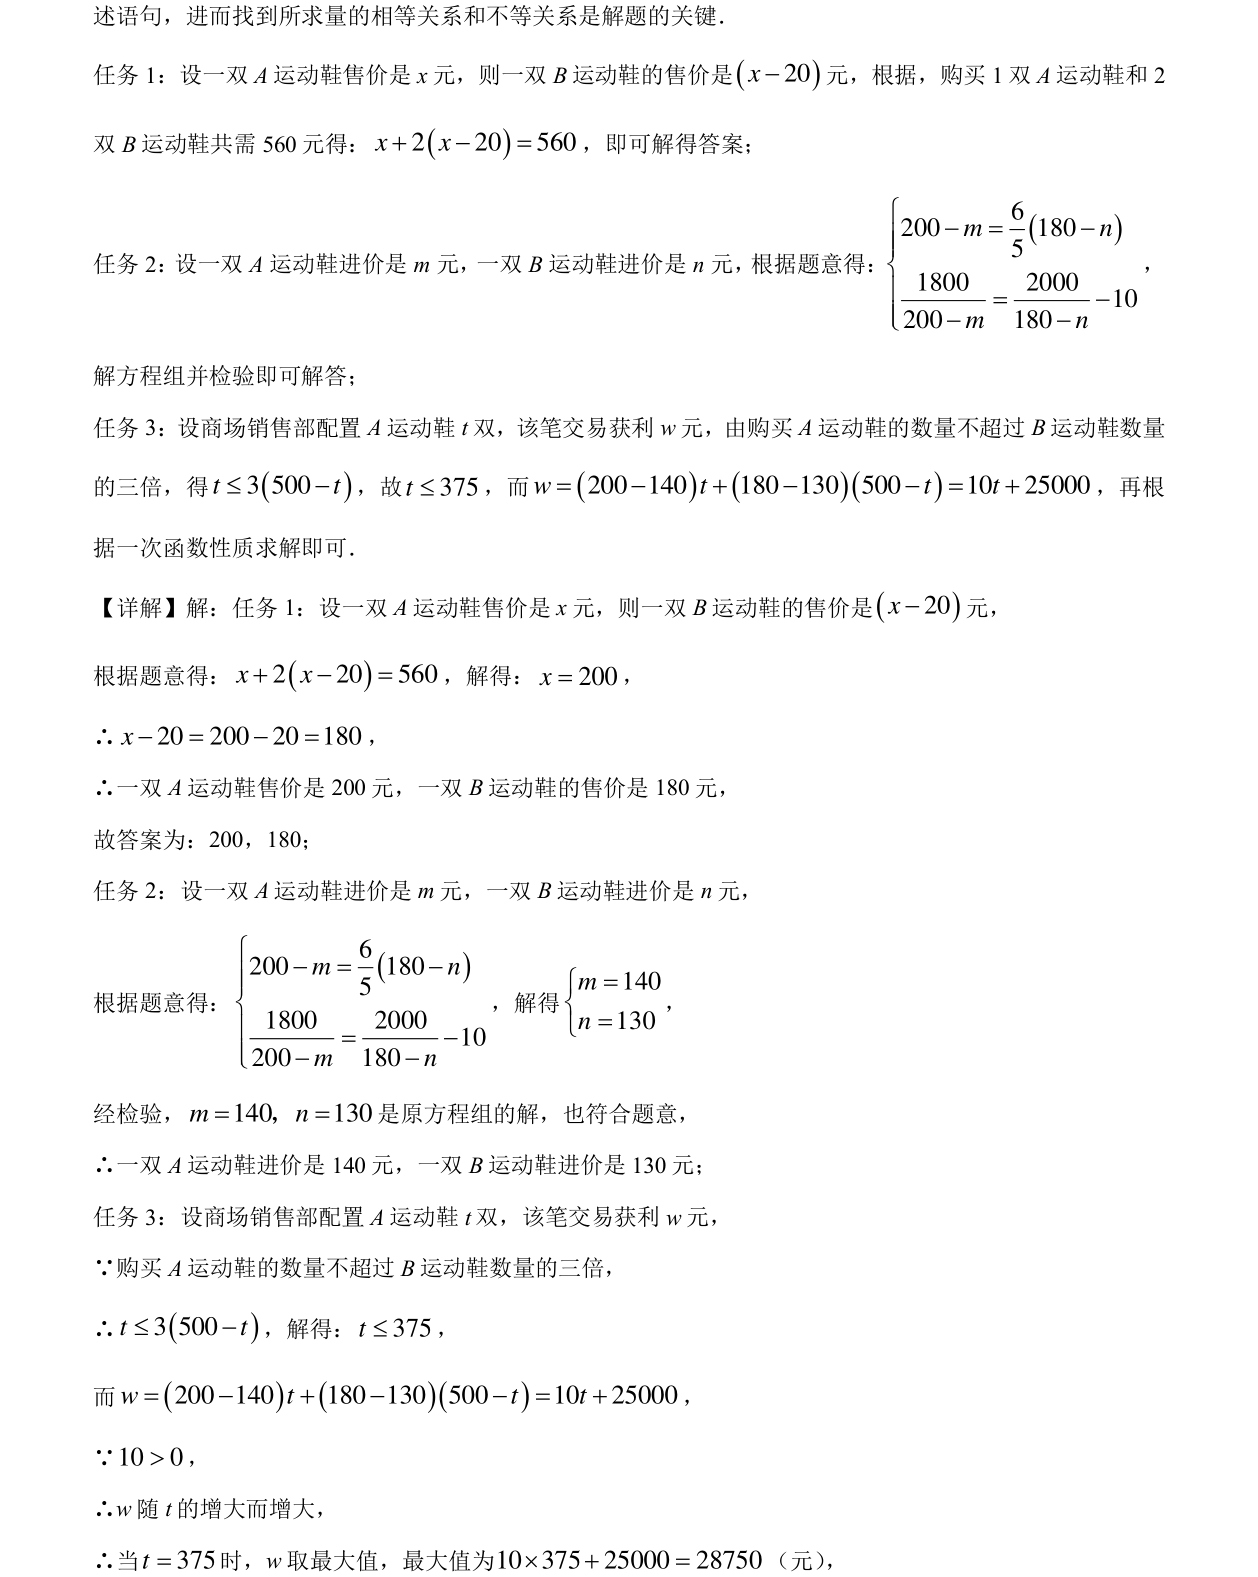 述语句，进而找到所求量的相等关系和不等关系是解题的关键．
任务 1：设一双 A 运动鞋售价是 x 元，则一双 B 运动鞋的售价是(x−20)元，根据，购买 1 双 A 运动鞋和 2
双 B 运动鞋共需 560 元得：x+2(x−20)=560，即可解得答案；
任务 2：设一双 A 运动鞋进价是 m 元，一双 B 运动鞋进价是 n 元，根据题意得：{200−m=6/5(180−n) 1800/(200−m)=2000/(180−n)−10，
解方程组并检验即可解答；
任务 3：设商场销售部配置 A 运动鞋 t 双，该笔交易获利 w 元，由购买 A 运动鞋的数量不超过 B 运动鞋数量
的三倍，得t≤3(500−t)，故t≤375，而w=(200−140)t+(180−130)(500−t)=10t+25000，再根
据一次函数性质求解即可．
【详解】解：任务 1：设一双 A 运动鞋售价是 x 元，则一双 B 运动鞋的售价是(x−20)元，
根据题意得：x+2(x−20)=560，解得：x=200，
∴x−20=200−20=180，
∴一双 A 运动鞋售价是 200 元，一双 B 运动鞋的售价是 180 元，
故答案为：200，180；
任务 2：设一双 A 运动鞋进价是 m 元，一双 B 运动鞋进价是 n 元，
根据题意得：{200−m=6/5(180−n) 1800/(200−m)=2000/(180−n)−10，解得{m=140 n=130，
经检验，m=140，n=130是原方程组的解，也符合题意，
∴一双 A 运动鞋进价是 140 元，一双 B 运动鞋进价是 130 元；
任务 3：设商场销售部配置 A 运动鞋 t 双，该笔交易获利 w 元，
∵购买 A 运动鞋的数量不超过 B 运动鞋数量的三倍，
∴t≤3(500−t)，解得：t≤375，
而w=(200−140)t+(180−130)(500−t)=10t+25000，
∵10>0，
∴w 随 t 的增大而增大，
∴当t=375时，w 取最大值，最大值为10×375+25000=28750（元），